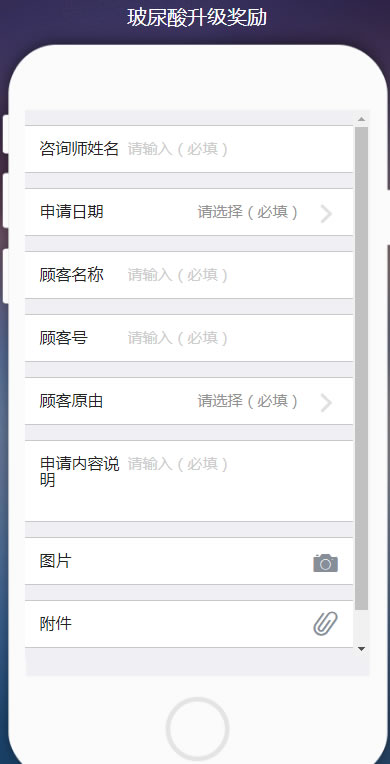 玻尿酸升级奖励
咨询师姓名 请输入（必填）
申请日期 请选择（必填）
顾客名称 请输入（必填）
顾客号 请输入（必填）
顾客原由 请选择（必填）
申请内容说 请输入（必填）
明
图片
附件